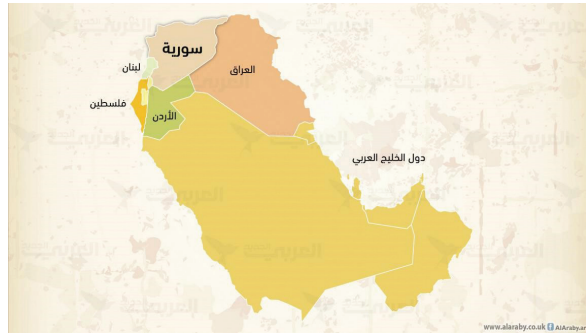 سورية
لبنان
العراق
فلسطين
الأردن
دول الخليج العربي
www.alaraby.co.uk